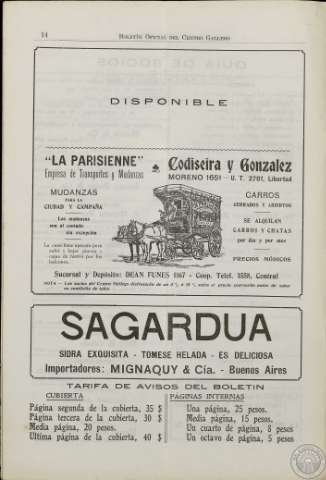 14
BOLETÍN OFICIAL DEL CENTRO GALLEGO
DISPONIBLE
"LA PARISIENNE"
Empresa de Transportes y Mudanzas
Codiseira y Gonzalez
MORENO 1651 - U. T. 2701, Libertad
MUDANZAS
PARA LA
CIUDAD Y CAMPAÑA
Las mudanzas
son al contado
sin excepción
CARROS
CERRADOS Y ABIERTOS
SE ALQUILAN
CARROS Y CHATAS
por día y por mes
PRECIOS MÓDICOS
Sucursal y Depósito: DEAN FUNES 1167 - Coop. Telef. 1558, Central
SAGARDUA
SIDRA EXQUISITA - TOMESE HELADA - ES DELICIOSA
Importadores: MIGNAQUY & Cía. - Buenos Aires
TARIFA DE AVISOS DEL BOLETIN
CUBIERTA
Página segunda de la cubierta, 35 $
Página tercera de la cubierta, 30 $
Media página, 20 pesos.
Ultima página de la cubierta, 40 $
PAGINAS INTERNAS
Una página, 25 pesos.
Media página, 15 pesos.
Un cuarto de página, 8 pesos
Un octavo de página, 5 pesos